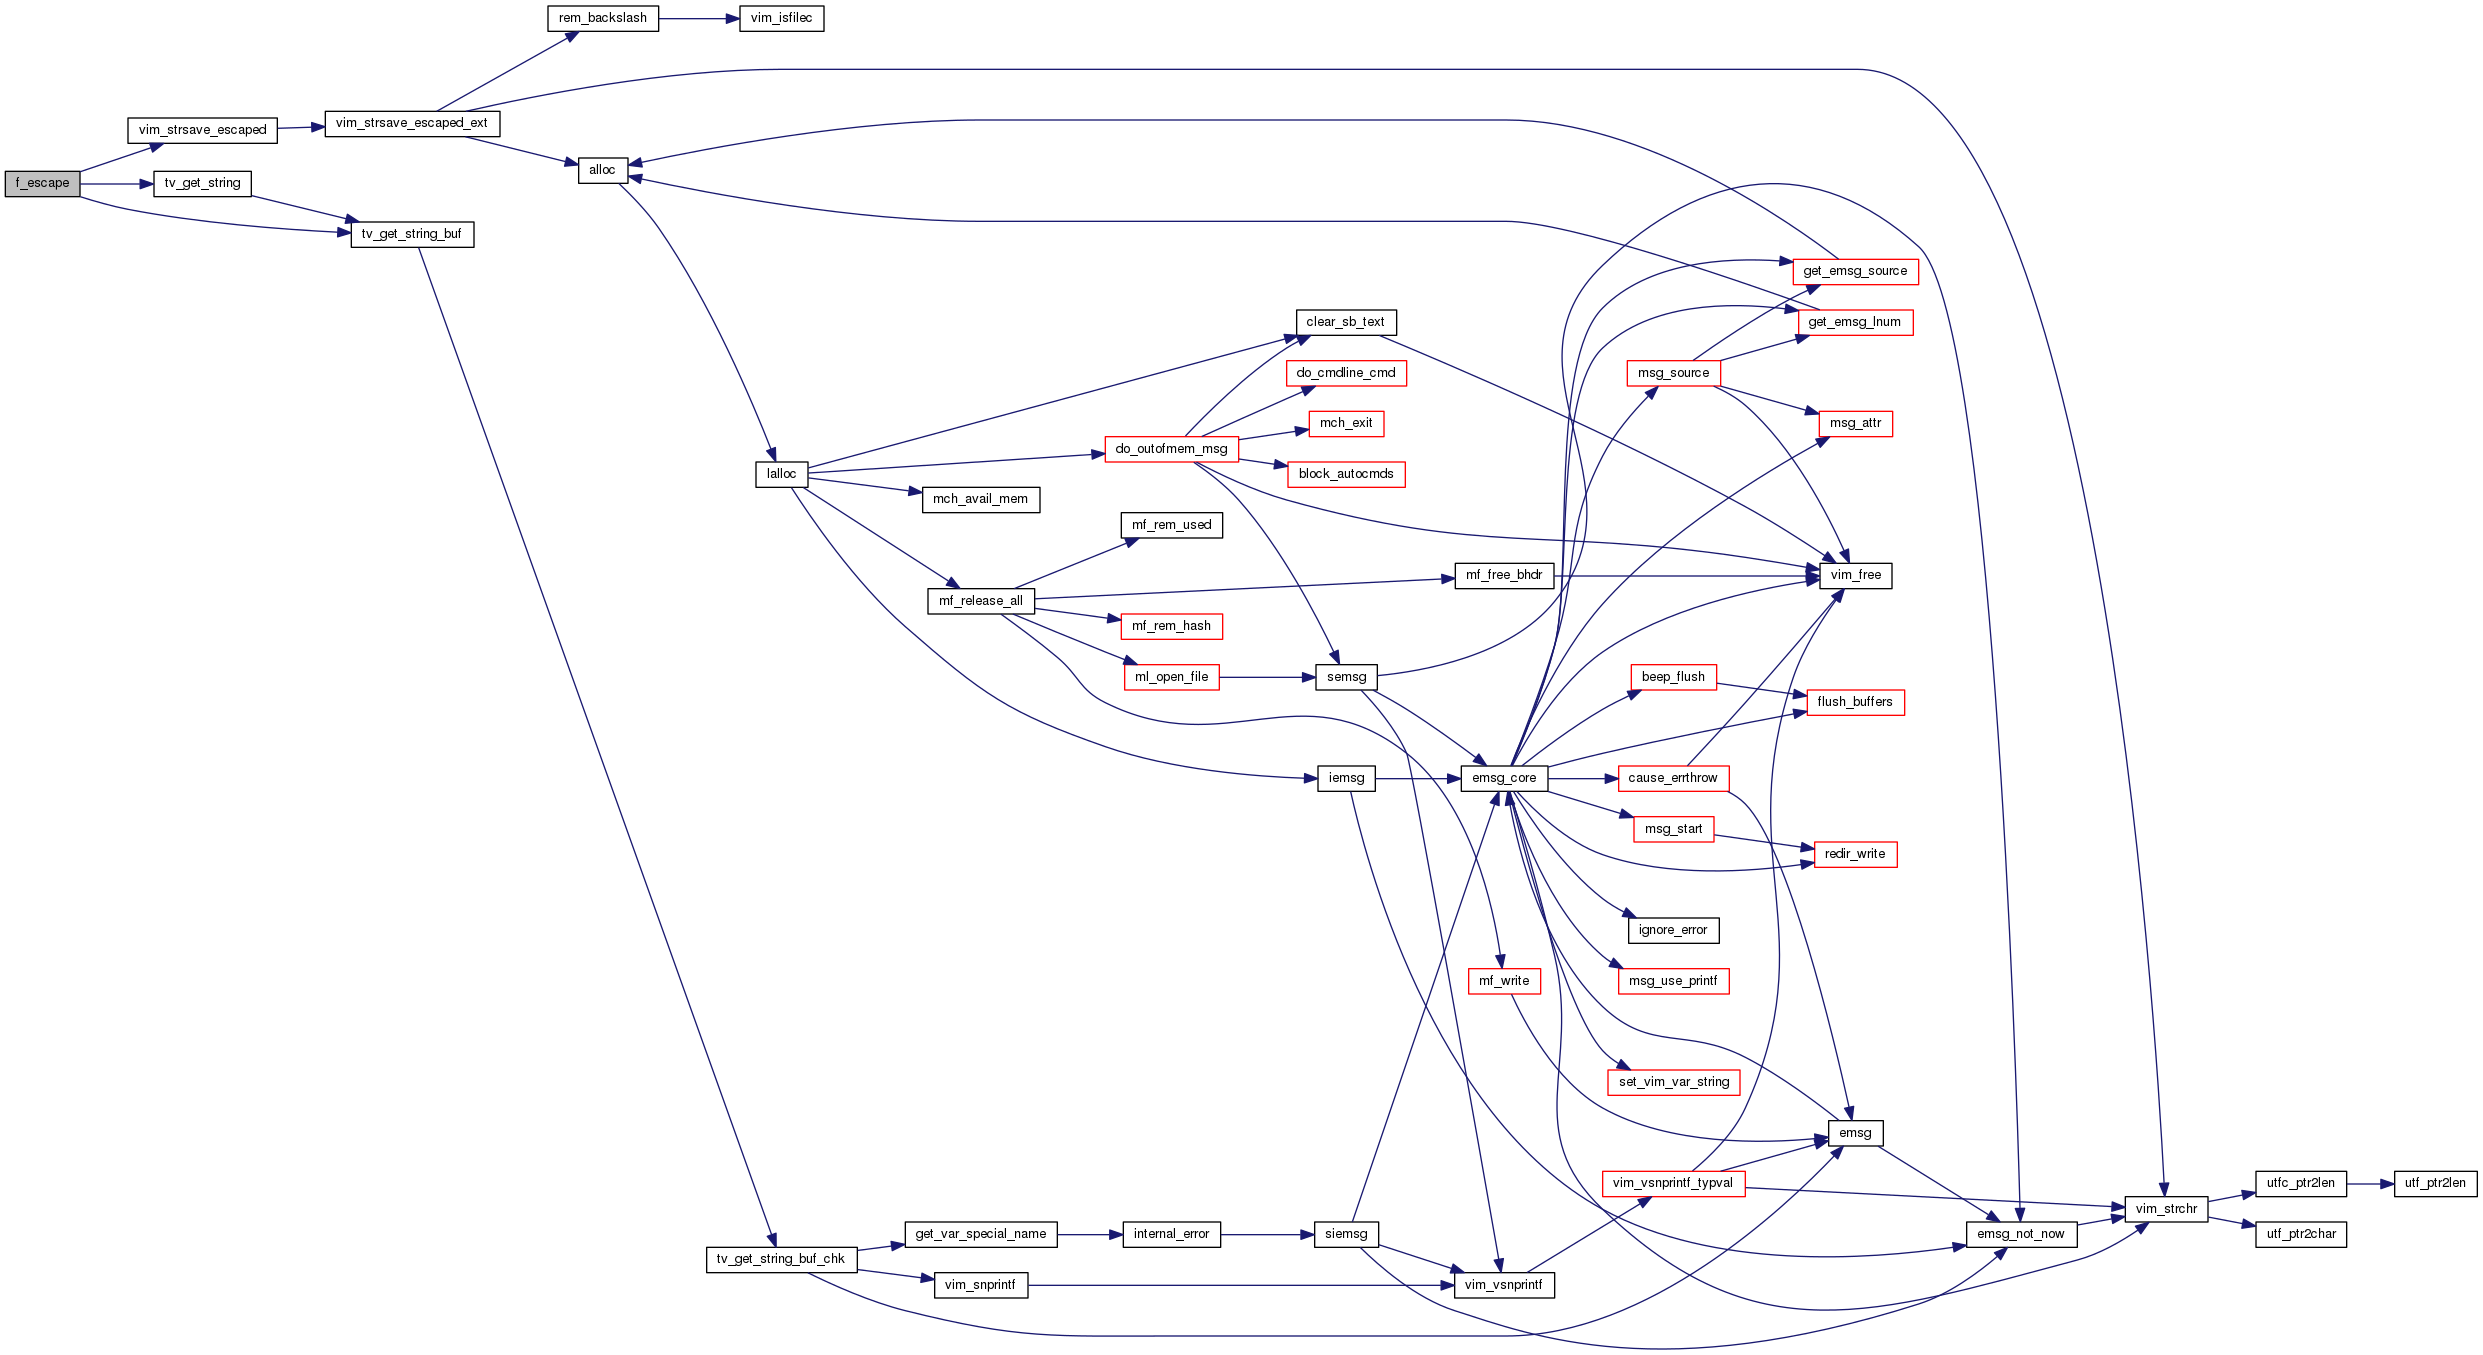 rem_backslash
vim_isfilec
vim_strsave_escaped
vim_strsave_escaped_ext
f_escape
tv_get_string
alloc
tv_get_string_buf
get_emsg_source
clear_sb_text
get_emsg_lnum
do_cmdline_cmd
msg_source
mch_exit
msg_attr
do_outofmem_msg
lalloc
block_autocmds
mch_avail_mem
mf_rem_used
mf_free_bhdr
vim_free
mf_release_all
mf_rem_hash
ml_open_file
semsg
beep_flush
flush_buffers
iemsg
emsg_core
cause_errthrow
msg_start
redir_write
ignore_error
mf_write
msg_use_printf
set_vim_var_string
emsg
vim_vsnprintf_typval
utfc_ptr2len
utf_ptr2len
vim_strchr
get_var_special_name
internal_error
siemsg
emsg_not_now
utf_ptr2char
tv_get_string_buf_chk
vim_snprintf
vim_vsnprintf